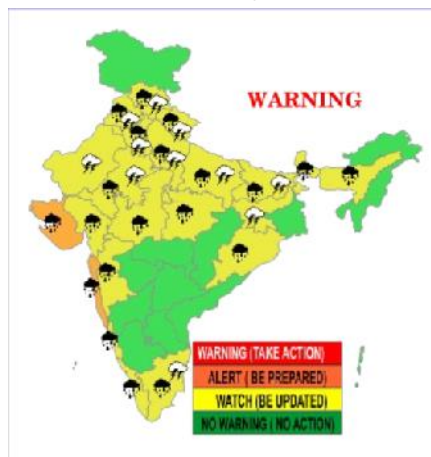 WARNING
WARNING (TAKE ACTION)
ALERT ( BE PREPARED)
WATCH (BE UPDATED)
NO WARNING ( NO ACTION)